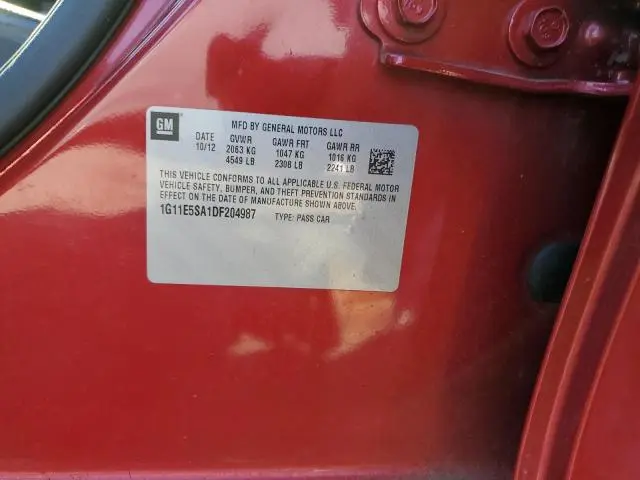 GM
MFD BY GENERAL MOTORS LLC
DATE GVWR GAWR FRT GAWR RR
10/12 2063 KG 1047 KG 1016 KG
4549 LB 2308 LB 2241 LB
THIS VEHICLE CONFORMS TO ALL APPLICABLE U.S. FEDERAL MOTOR
VEHICLE SAFETY, BUMPER, AND THEFT PREVENTION STANDARDS IN
EFFECT ON THE DATE OF MANUFACTURE SHOWN ABOVE.
1G11E5SA1DF204987 TYPE: PASS CAR